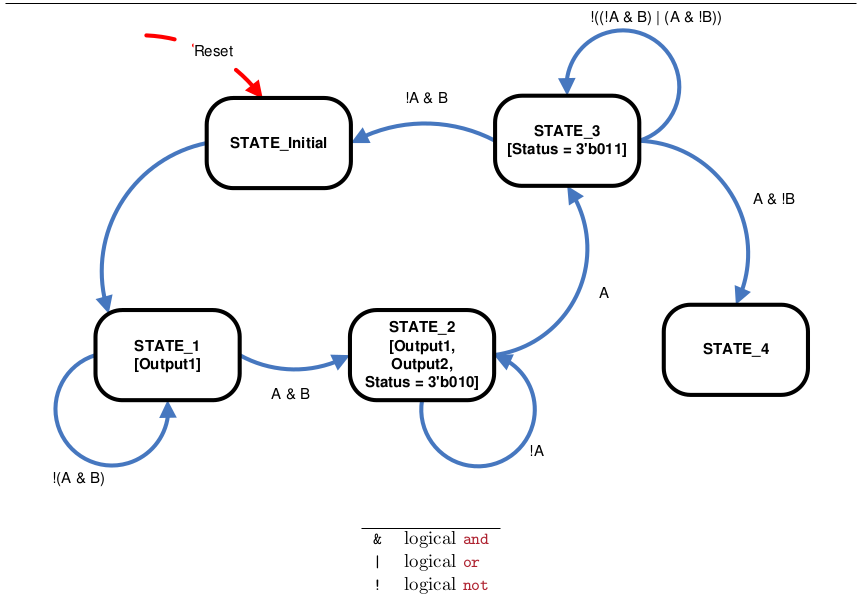 !((!A & B) | (A & !B))
'Reset
!A & B
STATE_Initial
STATE_3
[Status = 3'b011]
A & !B
A
STATE_1
[Output1]
STATE_2
[Output1,
Output2,
Status = 3'b010]
STATE_4
A & B
!A
!(A & B)
& logical and
| logical or
! logical not